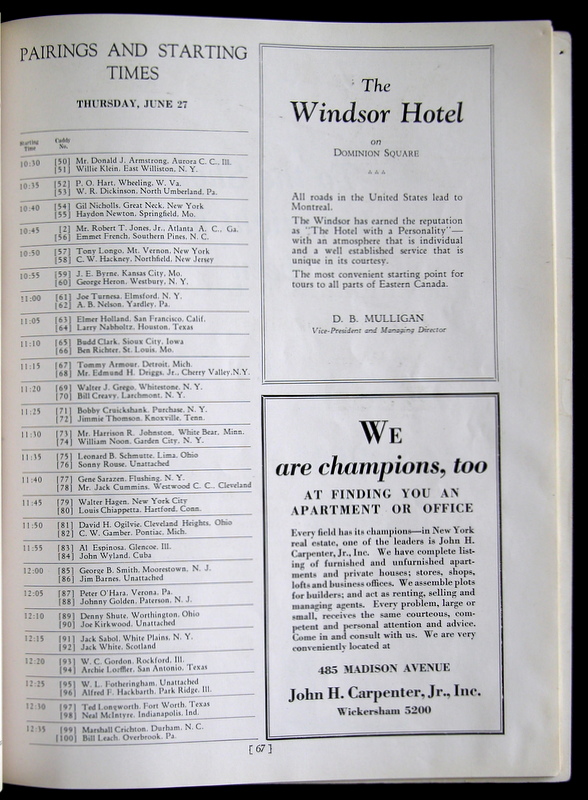 PAIRINGS AND STARTING
TIMES
THURSDAY, JUNE 27
Starting Time Caddy No.
10:30 [50] Mr. Donald J. Armstrong, Aurora C. C., Ill.
[51] Willie Klein, East Williston, N. Y.
10:35 [52] P. O. Hart, Wheeling, W. Va.
[53] W. R. Dickinson, North Umberland, Pa.
10:40 [54] Gil Nicholls, Great Neck, New York
[55] Haydon Newton, Springfield, Mo.
10:45 [2] Mr. Robert T. Jones, Jr., Atlanta A. C., Ga.
[56] Emmet French, Southern Pines, N. C.
10:50 [57] Tony Longo, Mt. Vernon, New York
[58] C. W. Hackney, Northfield, New Jersey
10:55 [59] J. E. Byrne, Kansas City, Mo.
[60] George Heron, Westbury, N. Y.
11:00 [61] Joe Turnesa, Elmsford, N. Y.
[62] A. B. Nelson, Yardley, Pa.
11:05 [63] Elmer Holland, San Francisco, Calif.
[64] Larry Nabholtz, Houston, Texas
11:10 [65] Budd Clark, Sioux City, Iowa
[66] Ben Richter, St. Louis, Mo.
11:15 [67] Tommy Armour, Detroit, Mich.
[68] Mr. Edmund H. Driggs, Jr., Cherry Valley,N.Y.
11:20 [69] Walter J. Grego, Whitestone, N. Y.
[70] Bill Creavy, Larchmont, N. Y.
11:25 [71] Bobby Cruickshank, Purchase, N. Y.
[72] Jimmie Thomson, Knoxville, Tenn.
11:30 [73] Mr. Harrison R. Johnston, White Bear, Minn.
[74] William Noon, Garden City, N. Y.
11:35 [75] Leonard B. Schmutte, Lima, Ohio
[76] Sonny Rouse, Unattached
11:40 [77] Gene Sarazen, Flushing, N. Y.
[78] Mr. Jack Cummins, Westwood C. C., Cleveland
11:45 [79] Walter Hagen, New York City
[80] Louis Chiappetta, Hartford, Conn.
11:50 [81] David H. Ogilvie, Cleveland Heights, Ohio
[82] C. W. Gamber, Pontiac, Mich.
11:55 [83] Al Espinosa, Glencoe, Ill.
[84] John Wyland, Cuba
12:00 [85] George B. Smith, Moorestown, N. J.
[86] Jim Barnes, Unattached
12:05 [87] Peter O'Hara, Verona, Pa.
[88] Johnny Golden, Paterson, N. J.
12:10 [89] Denny Shute, Worthington, Ohio
[90] Joe Kirkwood, Unattached
12:15 [91] Jack Sabol, White Plains, N. Y.
[92] Jack White, Scotland
12:20 [93] W. C. Gordon, Rockford, Ill.
[94] Archie Loeffler, San Antonio, Texas
12:25 [95] W. L. Fotheringham, Unattached
[96] Alfred F. Hackbarth, Park Ridge, Ill.
12:30 [97] Ted Longworth, Fort Worth, Texas
[98] Neal McIntyre, Indianapolis, Ind.
12:35 [99] Marshall Crichton, Durham, N. C.
[100] Bill Leach, Overbrook, Pa.
The
Windsor Hotel
on
DOMINION SQUARE
All roads in the United States lead to
Montreal.
The Windsor has earned the reputation
as "The Hotel with a Personality"—
with an atmosphere that is individual
and a well established service that is
unique in its courtesy.
The most convenient starting point for
tours to all parts of Eastern Canada.
D. B. MULLIGAN
Vice-President and Managing Director
WE
are champions, too
AT FINDING YOU AN
APARTMENT OR OFFICE
Every field has its champions—in New York
real estate, one of the leaders is John H.
Carpenter, Jr., Inc. We have complete list-
ing of furnished and unfurnished apart-
ments and private houses; stores, shops,
lofts and business offices. We assemble plots
for builders; and act as renting, selling and
managing agents. Every problem, large or
small, receives the same courteous, com-
petent and personal attention and advice.
Come in and consult with us. We are very
conveniently located at
485 MADISON AVENUE
John H. Carpenter, Jr., Inc.
Wickersham 5200
[ 67 ]